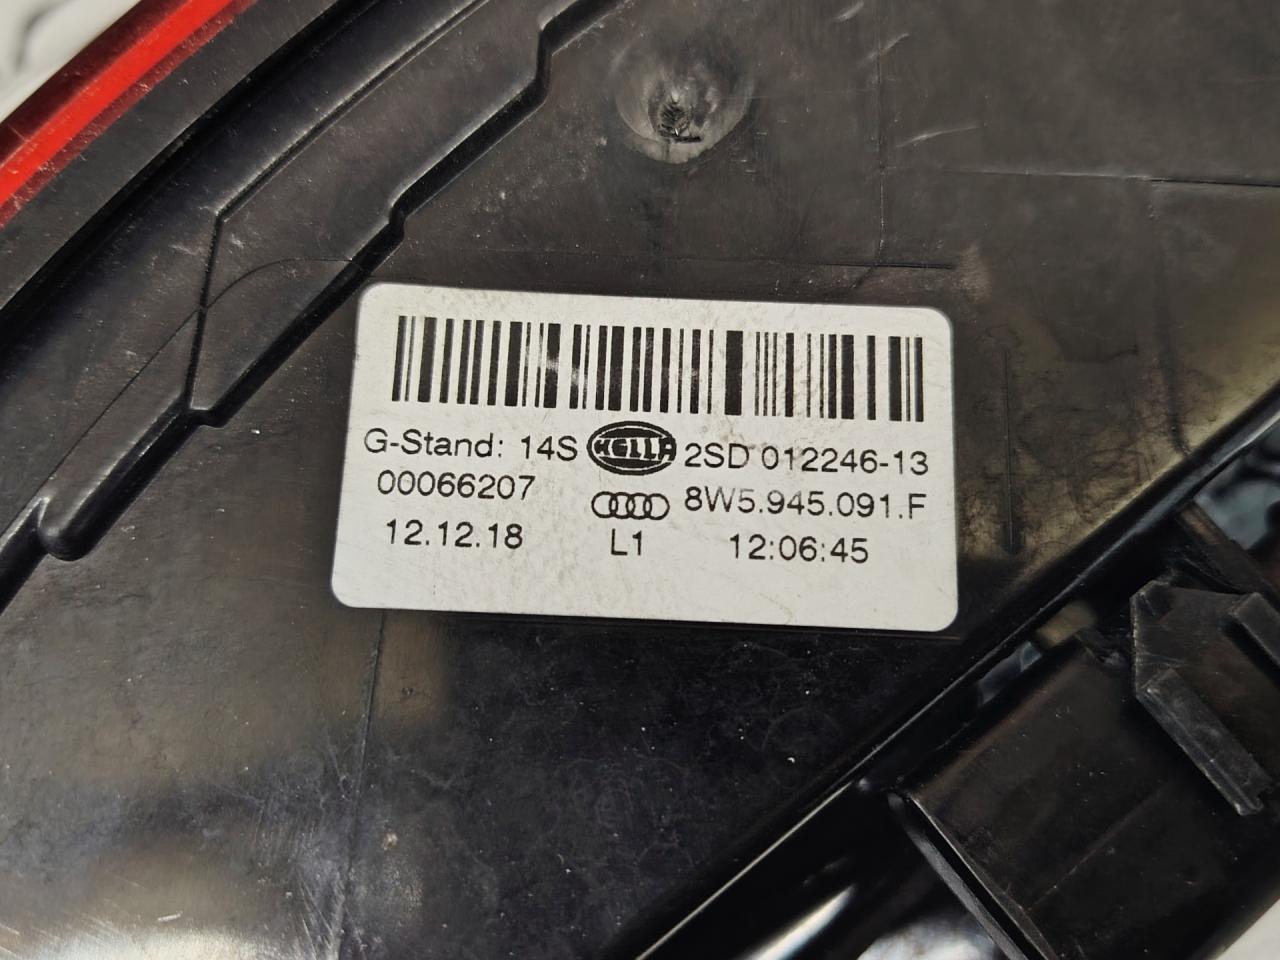 G-Stand: 14S HELLA 2SD 012246-13
00066207 8W5.945.091.F
12.12.18 L1 12:06:45